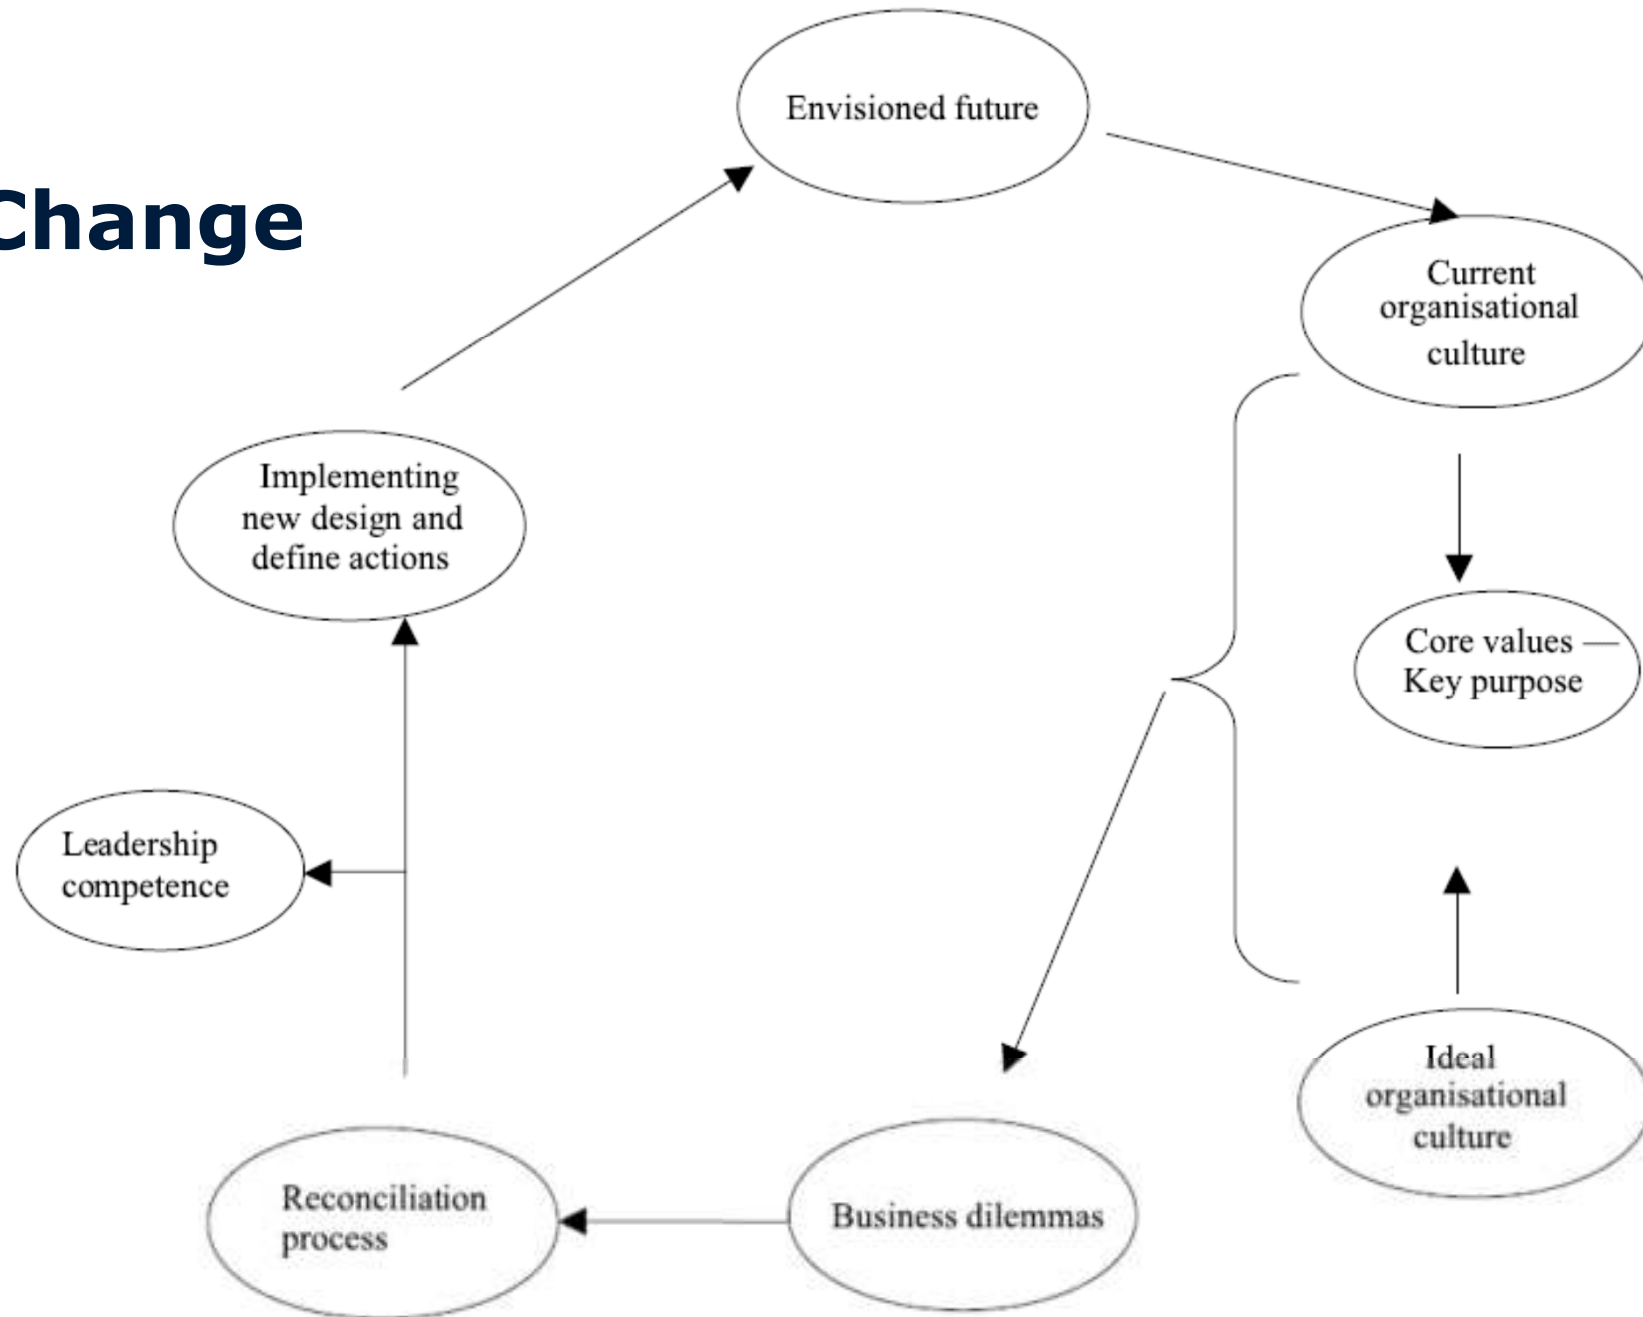 Change
Envisioned future
Current
organisational
culture
Core values —
Key purpose
Ideal
organisational
culture
Business dilemmas
Reconciliation
process
Leadership
competence
Implementing
new design and
define actions